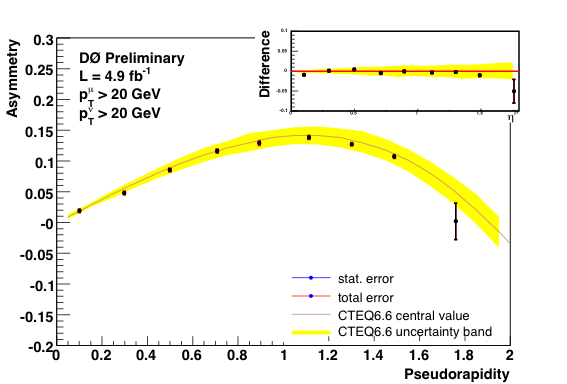 Asymmetry
0.3
0.25
0.2
0.15
0.1
0.05
-0
-0.05
-0.1
-0.15
-0.2
DØ Preliminary
L = 4.9 fb⁻¹
p_T^μ > 20 GeV
p_T^ν > 20 GeV
Difference
0.1
0.05
0
-0.05
-0.1
0 0.5 1 1.5
η
stat. error
total error
CTEQ6.6 central value
CTEQ6.6 uncertainty band
0 0.2 0.4 0.6 0.8 1 1.2 1.4 1.6 1.8 2
Pseudorapidity